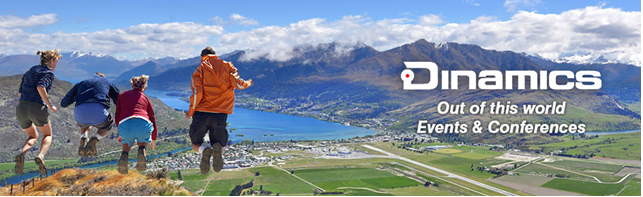 Dinamics
Out of this world
Events & Conferences